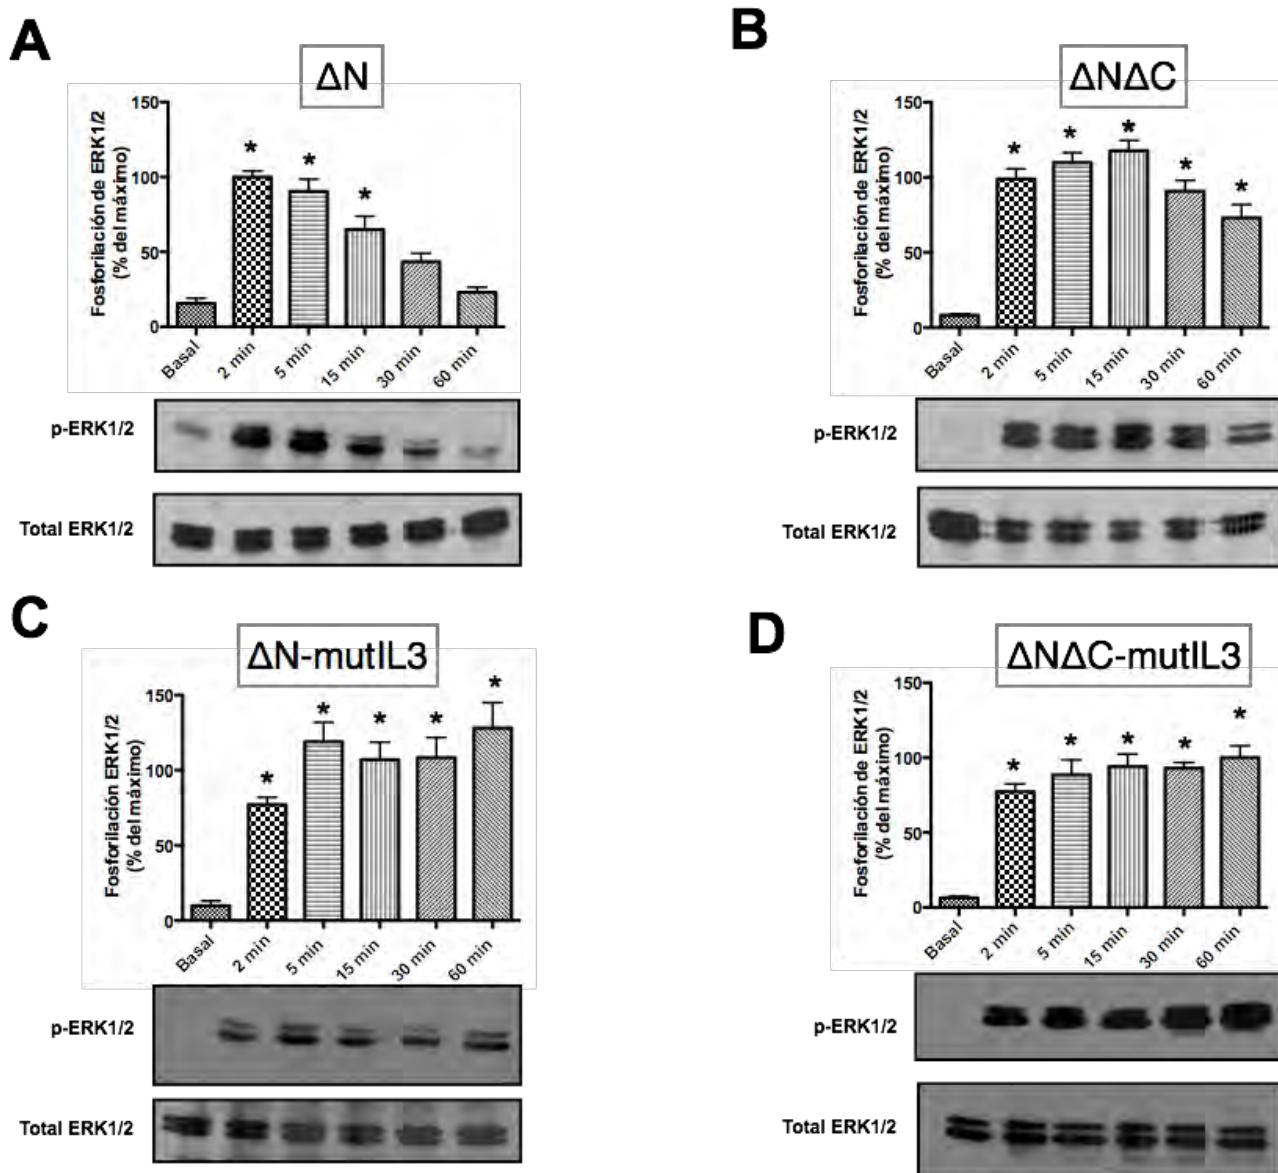 A
ΔN
Fosforilación de ERK1/2
(% del máximo)
150
100
50
0
* * *
Basal
2 min
5 min
15 min
30 min
60 min
p-ERK1/2
Total ERK1/2
B
ΔNΔC
Fosforilación de ERK1/2
(% del máximo)
150
100
50
0
* * * * *
Basal
2 min
5 min
15 min
30 min
60 min
p-ERK1/2
Total ERK1/2
C
ΔN-mutIL3
Fosforilación ERK1/2
(% del máximo)
150
100
50
0
* * * * *
Basal
2 min
5 min
15 min
30 min
60 min
p-ERK1/2
Total ERK1/2
D
ΔNΔC-mutIL3
Fosforilación de ERK1/2
(% del máximo)
150
100
50
0
* * * * *
Basal
2 min
5 min
15 min
30 min
60 min
p-ERK1/2
Total ERK1/2